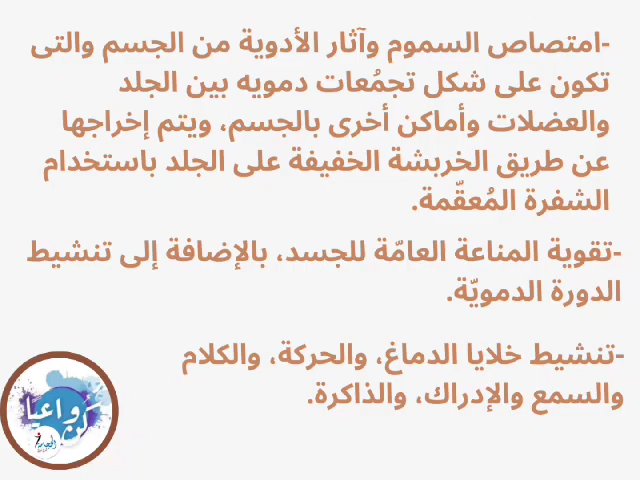 -امتصاص السموم وآثار الأدوية من الجسم والتى
تكون على شكل تجمُعات دمويه بين الجلد
والعضلات وأماكن أخرى بالجسم، ويتم إخراجها
عن طريق الخربشة الخفيفة على الجلد باستخدام
الشفرة المُعقّمة.
-تقوية المناعة العامّة للجسد، بالإضافة إلى تنشيط
الدورة الدمويّة.
-تنشيط خلايا الدماغ، والحركة، والكلام
والسمع والإدراك، والذاكرة.
كن واعيا